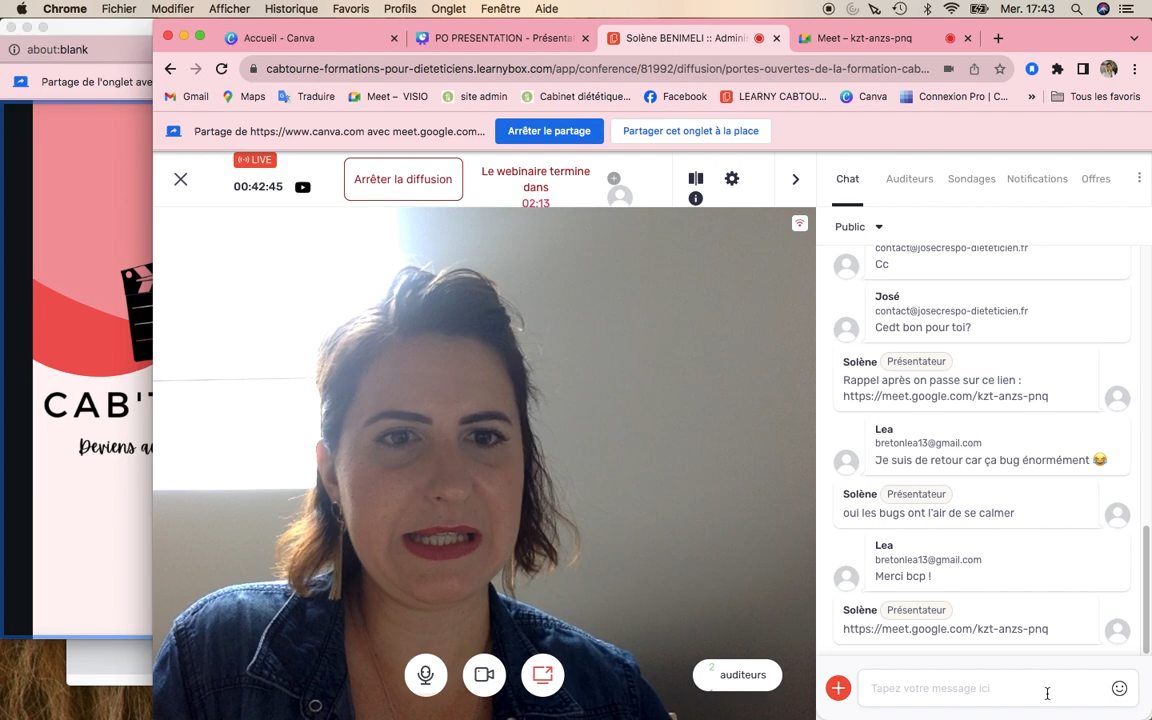 Chrome Fichier Modifier Afficher Historique Favoris Profils Onglet Fenêtre Aide Mer. 17:43
about:blank
Accueil - Canva
PO PRESENTATION - Présenta
Solène BENIMELI :: Admini
Meet – kzt-anzs-pnq
cabtourne-formations-pour-dieteticiens.learnybox.com/app/conference/81992/diffusion/portes-ouvertes-de-la-formation-cab...
Gmail Maps Traduire Meet – VISIO site admin Cabinet diététique... Facebook LEARNY CABTOU... Canva Connexion Pro | C... » Tous les favoris
Partage de l'onglet ave
Partage de https://www.canva.com avec meet.google.com...
Arrêter le partage
Partager cet onglet à la place
LIVE
00:42:45
Arrêter la diffusion
Le webinaire termine
dans
02:13
Chat Auditeurs Sondages Notifications Offres
Public
contact@josecrespo-dieteticien.fr
Cc
José
contact@josecrespo-dieteticien.fr
Cedt bon pour toi?
Solène Présentateur
Rappel après on passe sur ce lien :
https://meet.google.com/kzt-anzs-pnq
Lea
bretonlea13@gmail.com
Je suis de retour car ça bug énormément 😂
Solène Présentateur
oui les bugs ont l'air de se calmer
Lea
bretonlea13@gmail.com
Merci bcp !
Solène Présentateur
https://meet.google.com/kzt-anzs-pnq
Tapez votre message ici
2 auditeurs
CAB'T
Deviens